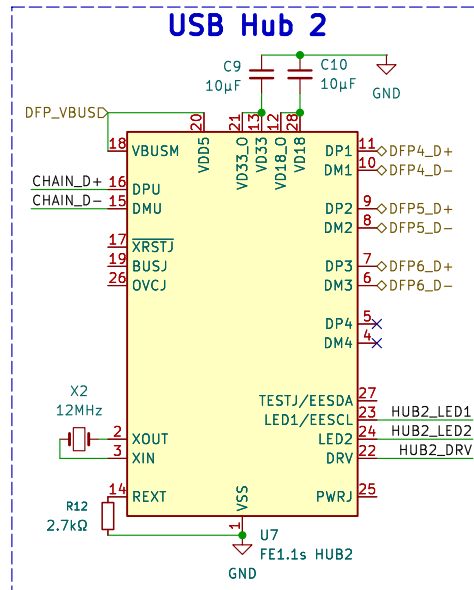 USB Hub 2
C9
10µF
C10
10µF
GND
DFP_VBUS
20
21
13
12
28
VDD5
VD33_O
VD33
VD18_O
VD18
18 VBUSM
CHAIN_D+ 16 DPU
CHAIN_D- 15 DMU
17 XRSTJ
19 BUSJ
26 OVCJ
DP1 11 DFP4_D+
DM1 10 DFP4_D-
DP2 9 DFP5_D+
DM2 8 DFP5_D-
DP3 7 DFP6_D+
DM3 6 DFP6_D-
DP4 5
DM4 4
X2
12MHz
2 XOUT
3 XIN
TESTJ/EESDA 27
LED1/EESCL 23 HUB2_LED1
LED2 24 HUB2_LED2
DRV 22 HUB2_DRV
14 REXT
PWRJ 25
R12
2.7kΩ
VSS
1
U7
FE1.1s HUB2
GND